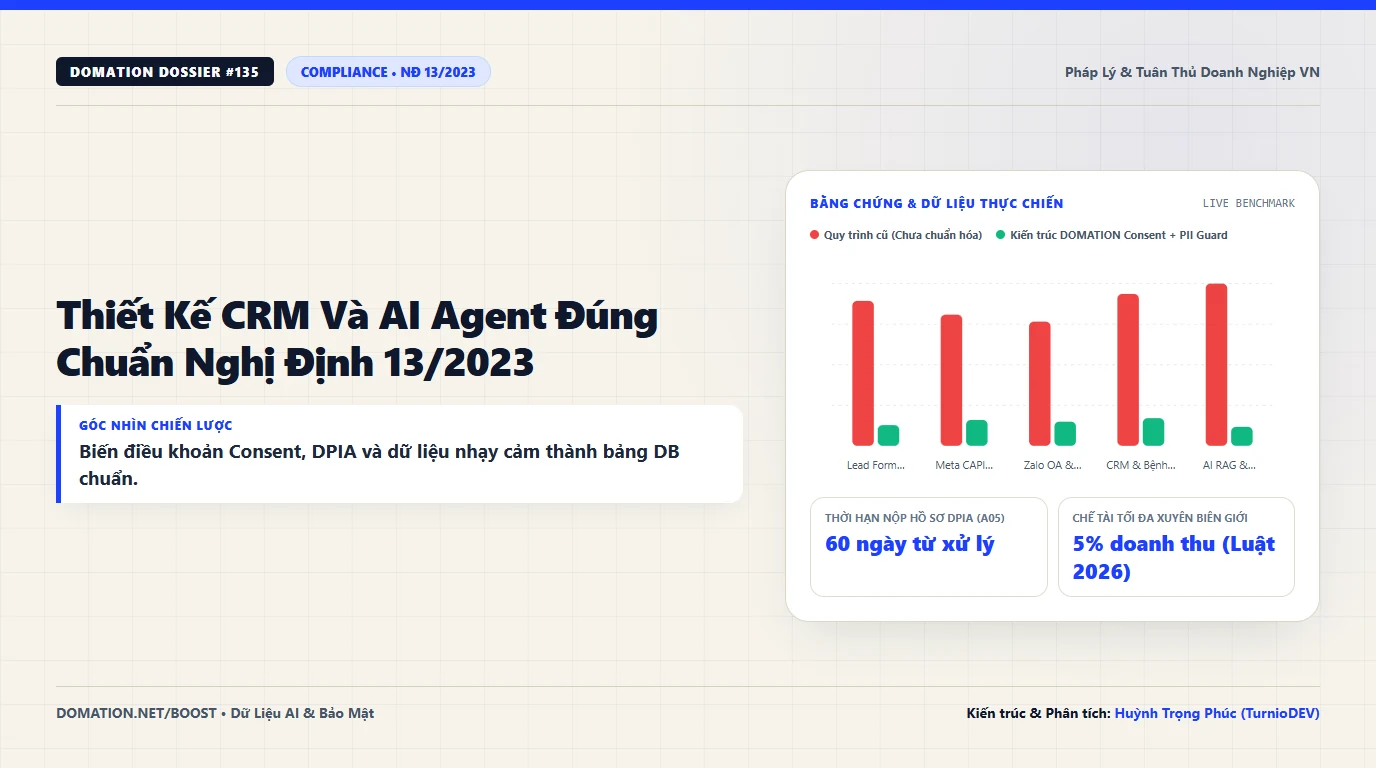 DOMATION DOSSIER #135
COMPLIANCE • NĐ 13/2023
Pháp Lý & Tuân Thủ Doanh Nghiệp VN
Thiết Kế CRM Và AI Agent Đúng
Chuẩn Nghị Định 13/2023
GÓC NHÌN CHIẾN LƯỢC
Biến điều khoản Consent, DPIA và dữ liệu nhạy cảm thành bảng DB
chuẩn.
BẰNG CHỨNG & DỮ LIỆU THỰC CHIẾN
LIVE BENCHMARK
Quy trình cũ (Chưa chuẩn hóa)
Kiến trúc DOMATION Consent + PII Guard
Lead Form...
Meta CAPI...
Zalo OA &...
CRM & Bệnh...
AI RAG &...
THỜI HẠN NỘP HỒ SƠ DPIA (A05)
60 ngày từ xử lý
CHẾ TÀI TỐI ĐA XUYÊN BIÊN GIỚI
5% doanh thu (Luật
2026)
DOMATION.NET/BOOST • Dữ Liệu AI & Bảo Mật
Kiến trúc & Phân tích: Huỳnh Trọng Phúc (TurnioDEV)